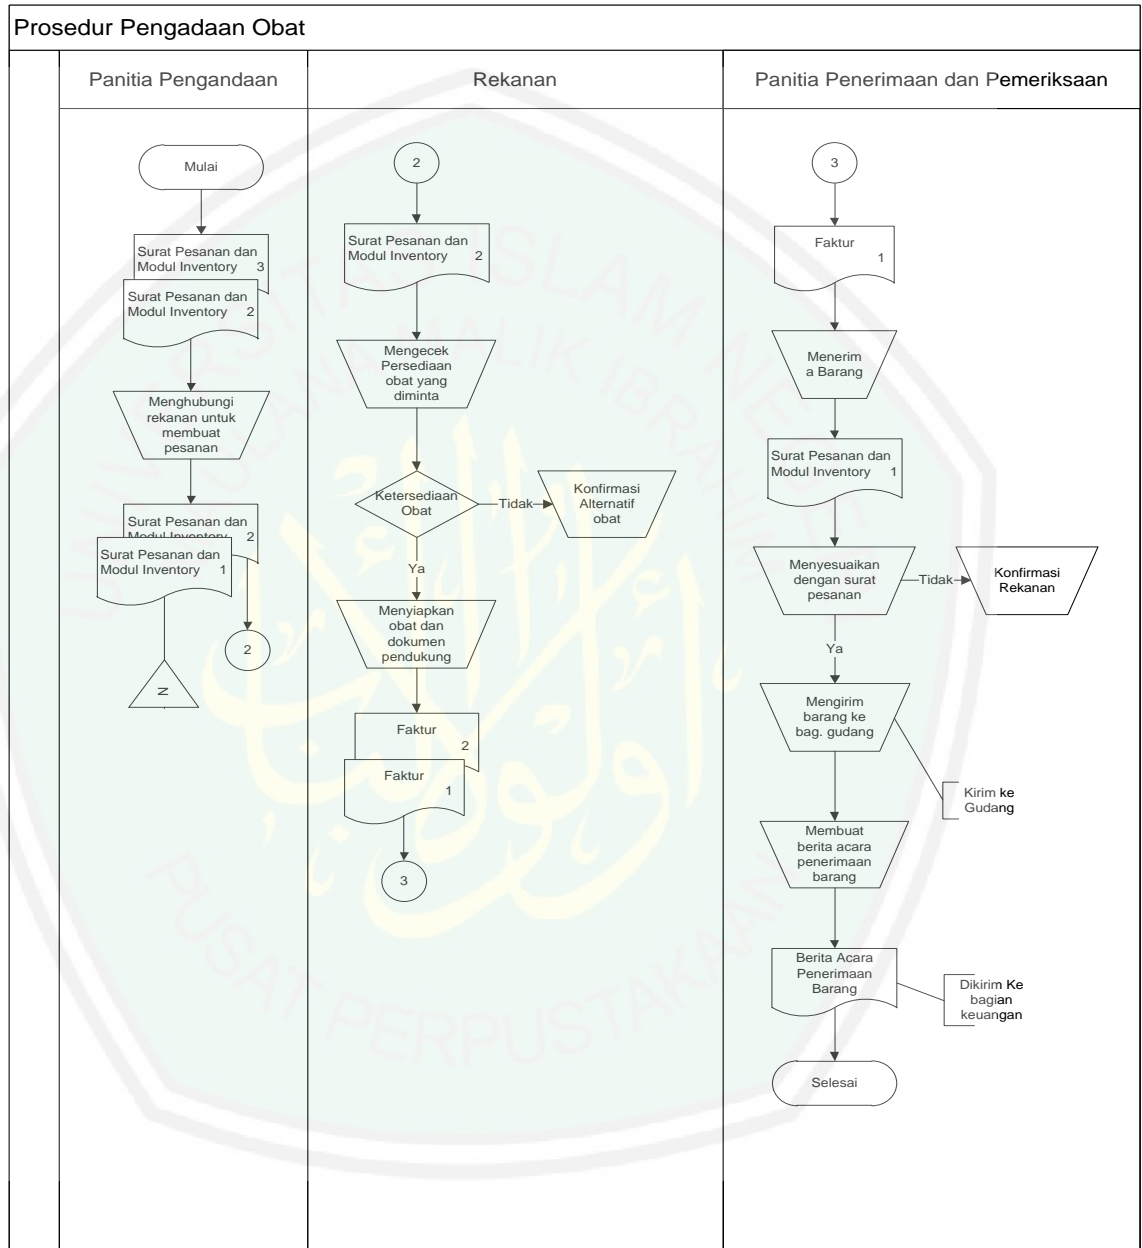 Prosedur Pengadaan Obat
Panitia Pengandaan
Rekanan
Panitia Penerimaan dan Pemeriksaan
Mulai
Surat Pesanan dan
Modul Inventory 3
Surat Pesanan dan
Modul Inventory 2
Menghubungi
rekanan untuk
membuat
pesanan
Surat Pesanan dan
Modul Inventory 2
Surat Pesanan dan
Modul Inventory 1
2
N
2
Surat Pesanan dan
Modul Inventory 2
Mengecek
Persediaan
obat yang
diminta
Ketersediaan
Obat
Tidak
Konfirmasi
Alternatif
obat
Ya
Menyiapkan
obat dan
dokumen
pendukung
Faktur
2
Faktur
1
3
3
Faktur
1
Menerim
a Barang
Surat Pesanan dan
Modul Inventory 1
Menyesuaikan
dengan surat
pesanan
Tidak
Konfirmasi
Rekanan
Ya
Mengirim
barang ke
bag. gudang
Kirim ke
Gudang
Membuat
berita acara
penerimaan
barang
Berita Acara
Penerimaan
Barang
Dikirim Ke
bagian
keuangan
Selesai
PUSAT PERPUSTAKAAN